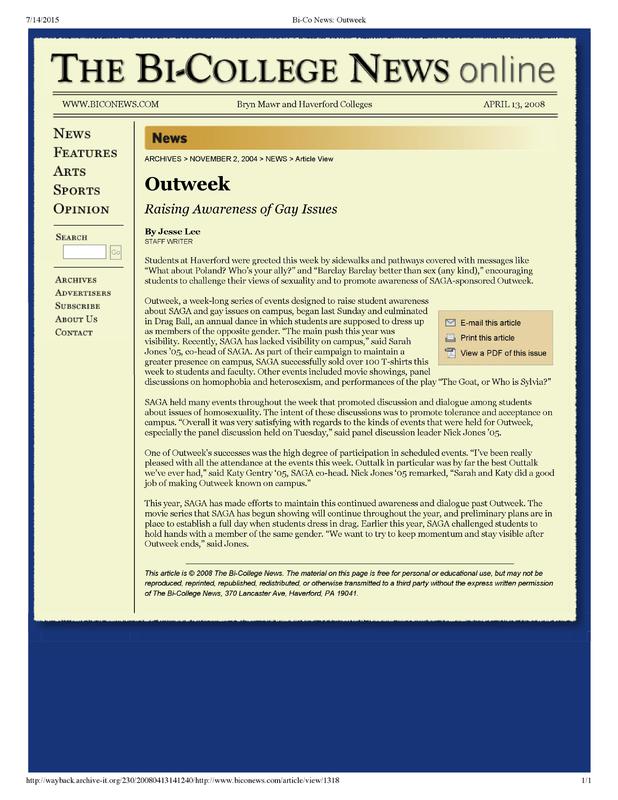 7/14/2015 Bi-Co News: Outweek
THE BI-COLLEGE NEWS online
WWW.BICONEWS.COM Bryn Mawr and Haverford Colleges APRIL 13, 2008
NEWS
FEATURES
ARTS
SPORTS
OPINION
SEARCH
Go
ARCHIVES
ADVERTISERS
SUBSCRIBE
ABOUT US
CONTACT
News
ARCHIVES > NOVEMBER 2, 2004 > NEWS > Article View
Outweek
Raising Awareness of Gay Issues
By Jesse Lee
STAFF WRITER
Students at Haverford were greeted this week by sidewalks and pathways covered with messages like
“What about Poland? Who’s your ally?” and “Barclay Barclay better than sex (any kind),” encouraging
students to challenge their views of sexuality and to promote awareness of SAGA-sponsored Outweek.
Outweek, a week-long series of events designed to raise student awareness
about SAGA and gay issues on campus, began last Sunday and culminated
in Drag Ball, an annual dance in which students are supposed to dress up
as members of the opposite gender. “The main push this year was
visibility. Recently, SAGA has lacked visibility on campus,” said Sarah
Jones ’05, co-head of SAGA. As part of their campaign to maintain a
greater presence on campus, SAGA successfully sold over 100 T-shirts this
week to students and faculty. Other events included movie showings, panel
discussions on homophobia and heterosexism, and performances of the play “The Goat, or Who is Sylvia?”
E-mail this article
Print this article
View a PDF of this issue
SAGA held many events throughout the week that promoted discussion and dialogue among students
about issues of homosexuality. The intent of these discussions was to promote tolerance and acceptance on
campus. “Overall it was very satisfying with regards to the kinds of events that were held for Outweek,
especially the panel discussion held on Tuesday,” said panel discussion leader Nick Jones ’05.
One of Outweek’s successes was the high degree of participation in scheduled events. “I’ve been really
pleased with all the attendance at the events this week. Outtalk in particular was by far the best Outtalk
we’ve ever had,” said Katy Gentry ‘05, SAGA co-head. Nick Jones ‘05 remarked, “Sarah and Katy did a good
job of making Outweek known on campus.”
This year, SAGA has made efforts to maintain this continued awareness and dialogue past Outweek. The
movie series that SAGA has begun showing will continue throughout the year, and preliminary plans are in
place to establish a full day when students dress in drag. Earlier this year, SAGA challenged students to
hold hands with a member of the same gender. “We want to try to keep momentum and stay visible after
Outweek ends,” said Jones.
This article is © 2008 The Bi-College News. The material on this page is free for personal or educational use, but may not be
reproduced, reprinted, republished, redistributed, or otherwise transmitted to a third party without the express written permission
of The Bi-College News, 370 Lancaster Ave, Haverford, PA 19041.
http://wayback.archive-it.org/230/20080413141240/http://www.biconews.com/article/view/1318 1/1